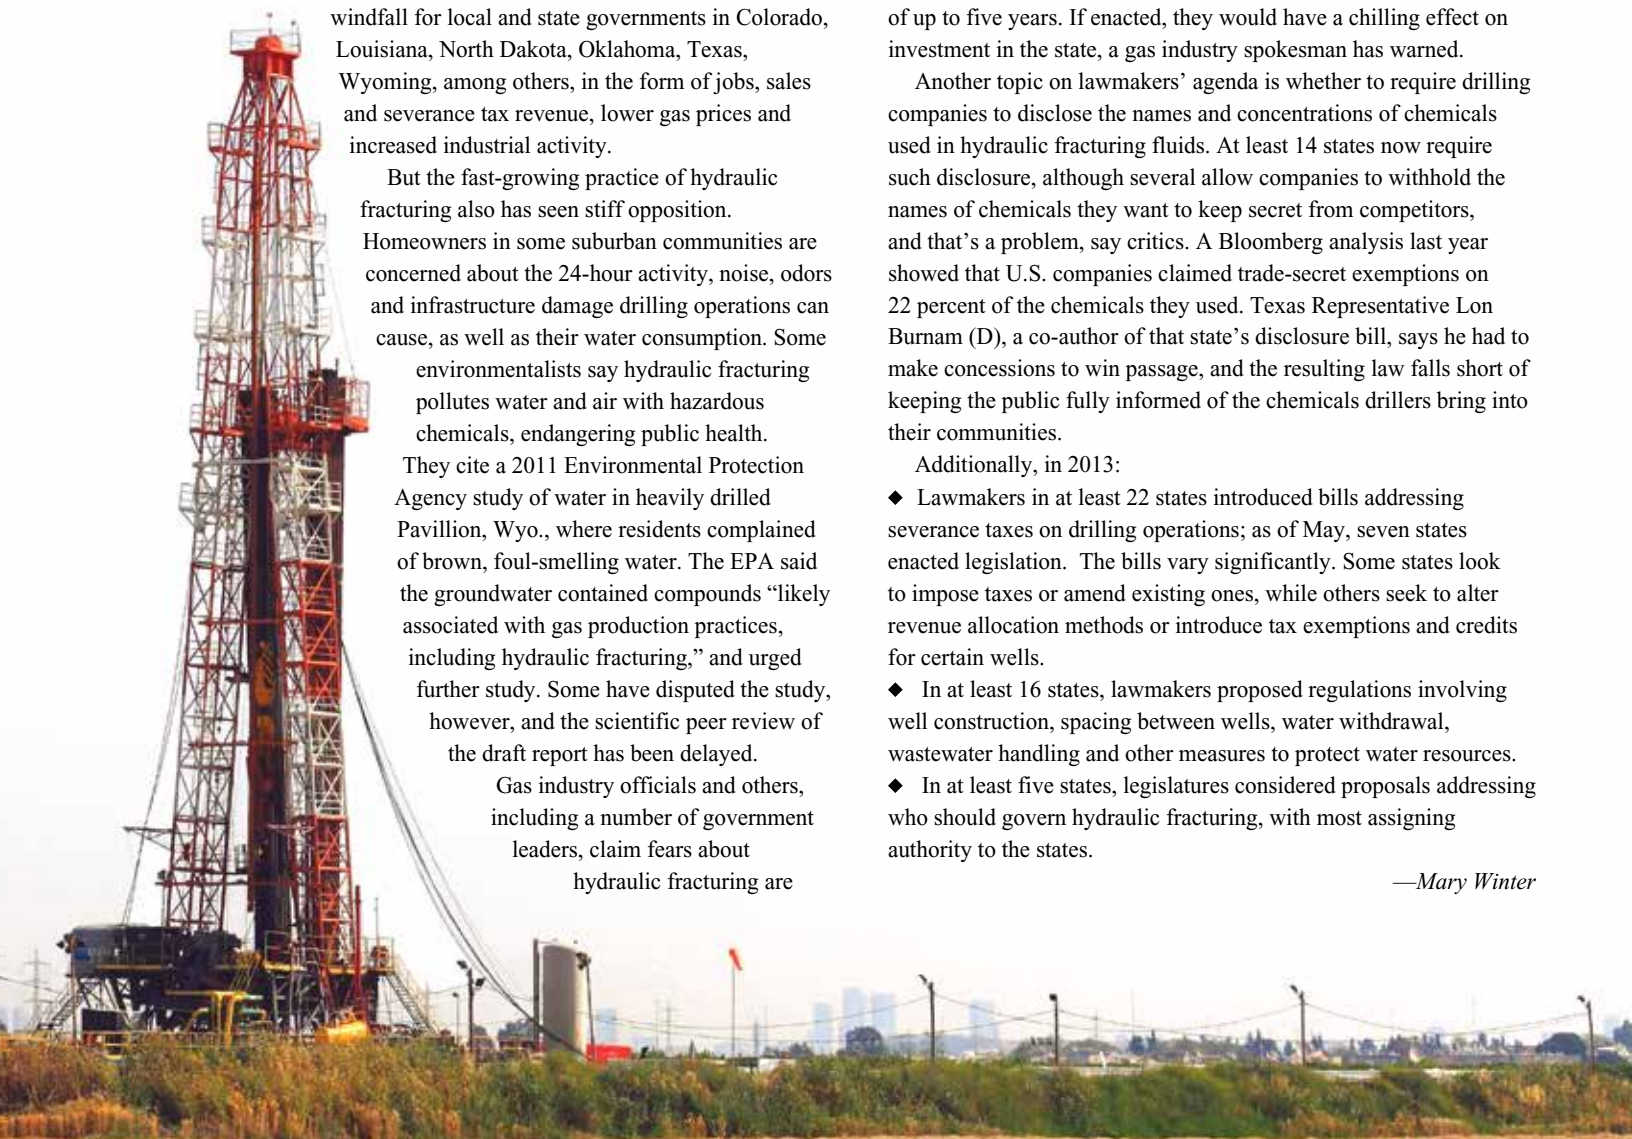 windfall for local and state governments in Colorado,
Louisiana, North Dakota, Oklahoma, Texas,
Wyoming, among others, in the form of jobs, sales
and severance tax revenue, lower gas prices and
increased industrial activity.
But the fast-growing practice of hydraulic
fracturing also has seen stiff opposition.
Homeowners in some suburban communities are
concerned about the 24-hour activity, noise, odors
and infrastructure damage drilling operations can
cause, as well as their water consumption. Some
environmentalists say hydraulic fracturing
pollutes water and air with hazardous
chemicals, endangering public health.
They cite a 2011 Environmental Protection
Agency study of water in heavily drilled
Pavillion, Wyo., where residents complained
of brown, foul-smelling water. The EPA said
the groundwater contained compounds “likely
associated with gas production practices,
including hydraulic fracturing,” and urged
further study. Some have disputed the study,
however, and the scientific peer review of
the draft report has been delayed.
Gas industry officials and others,
including a number of government
leaders, claim fears about
hydraulic fracturing are
of up to five years. If enacted, they would have a chilling effect on
investment in the state, a gas industry spokesman has warned.
Another topic on lawmakers’ agenda is whether to require drilling
companies to disclose the names and concentrations of chemicals
used in hydraulic fracturing fluids. At least 14 states now require
such disclosure, although several allow companies to withhold the
names of chemicals they want to keep secret from competitors,
and that’s a problem, say critics. A Bloomberg analysis last year
showed that U.S. companies claimed trade-secret exemptions on
22 percent of the chemicals they used. Texas Representative Lon
Burnam (D), a co-author of that state’s disclosure bill, says he had to
make concessions to win passage, and the resulting law falls short of
keeping the public fully informed of the chemicals drillers bring into
their communities.
Additionally, in 2013:
◆ Lawmakers in at least 22 states introduced bills addressing
severance taxes on drilling operations; as of May, seven states
enacted legislation. The bills vary significantly. Some states look
to impose taxes or amend existing ones, while others seek to alter
revenue allocation methods or introduce tax exemptions and credits
for certain wells.
◆ In at least 16 states, lawmakers proposed regulations involving
well construction, spacing between wells, water withdrawal,
wastewater handling and other measures to protect water resources.
◆ In at least five states, legislatures considered proposals addressing
who should govern hydraulic fracturing, with most assigning
authority to the states.
—Mary Winter